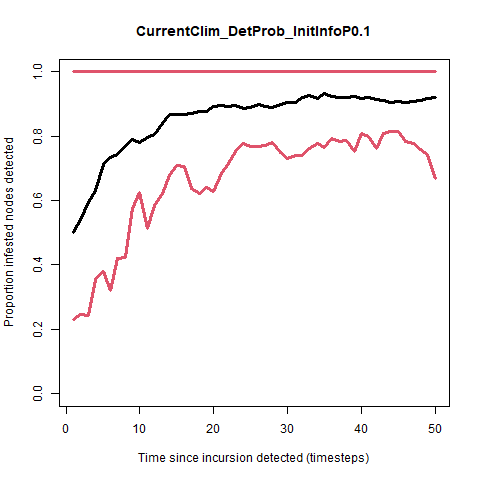 CurrentClim_DetProb_InitInfoP0.1
Proportion infested nodes detected
1.0
0.8
0.6
0.4
0.2
0.0
0 10 20 30 40 50
Time since incursion detected (timesteps)